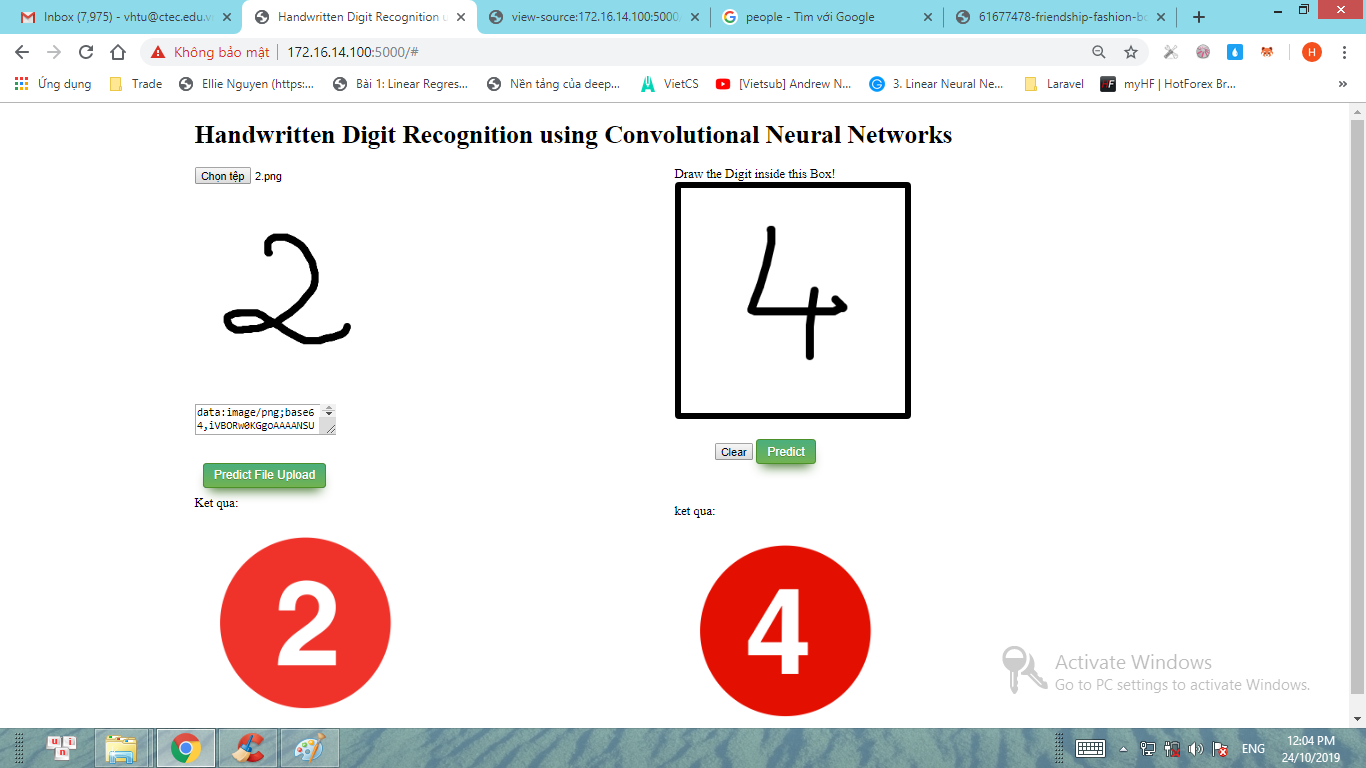 Inbox (7,975) - vhtu@ctec.edu.v
Handwritten Digit Recognition u
view-source:172.16.14.100:5000
people - Tìm với Google
61677478-friendship-fashion-bo
Không bảo mật | 172.16.14.100:5000/#
H
Ứng dụng
Trade
Ellie Nguyen (https:...
Bài 1: Linear Regres...
Nền tảng của deep...
VietCS
[Vietsub] Andrew N...
3. Linear Neural Ne...
Laravel
myHF | HotForex Br...
»
Handwritten Digit Recognition using Convolutional Neural Networks
Chọn tệp 2.png
2
data:image/png;base6
4,iVBORw0KGgoAAAANSU
Predict File Upload
Ket qua:
2
Draw the Digit inside this Box!
4
Clear Predict
ket qua:
4
Activate Windows
Go to PC settings to activate Windows.
ENG
12:04 PM
24/10/2019